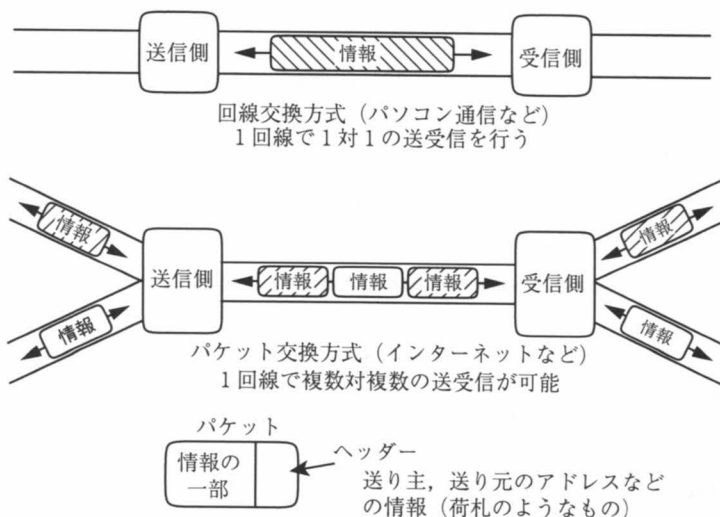 送信側
情報
受信側
回線交換方式（パソコン通信など）
1回線で1対1の送受信を行う
情報
情報
送信側
情報
情報
情報
受信側
情報
情報
パケット交換方式（インターネットなど）
1回線で複数対複数の送受信が可能
パケット
情報の
一部
ヘッダー
送り主，送り元のアドレスなど
の情報（荷札のようなもの）